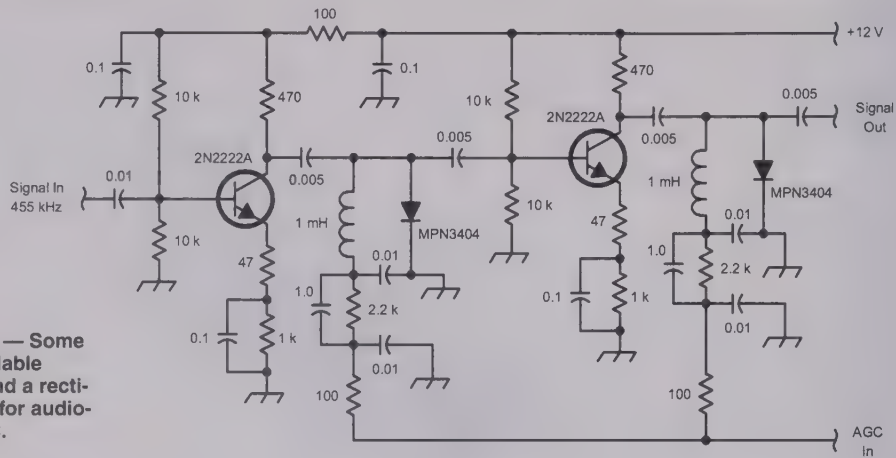 100
+12 V
0.1
0.1
10 k
470
10 k
470
0.005
2N2222A
2N2222A
Signal
Out
0.005
0.01
0.005
0.005
Signal In
455 kHz
1 mH
MPN3404
1 mH
MPN3404
10 k
10 k
47
0.01
47
0.01
1.0
2.2 k
1.0
2.2 k
0.1
1 k
0.1
1 k
0.01
0.01
100
100
AGC
In
— Some
lable
nd a recti-
for audio-
.